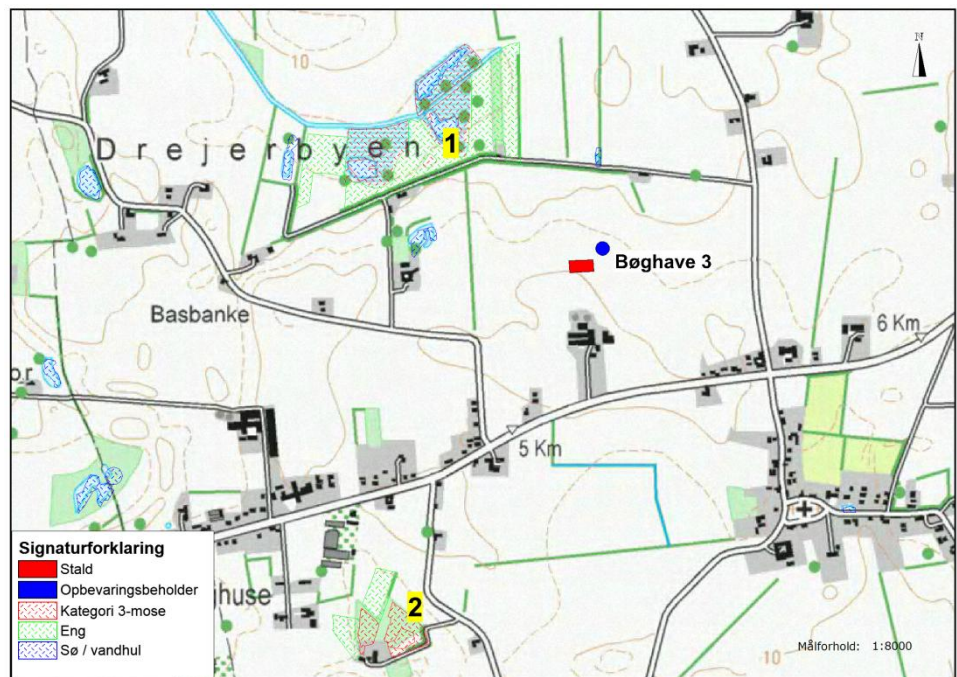 N
10
1
Drejerbyen
Bøghave 3
Basbanke
6 Km
5 Km
Signaturforklaring
Stald
Opbevaringsbeholder
Kategori 3-mose
Eng
Sø / vandhul
huse
2
Målforhold: 1:8000
10